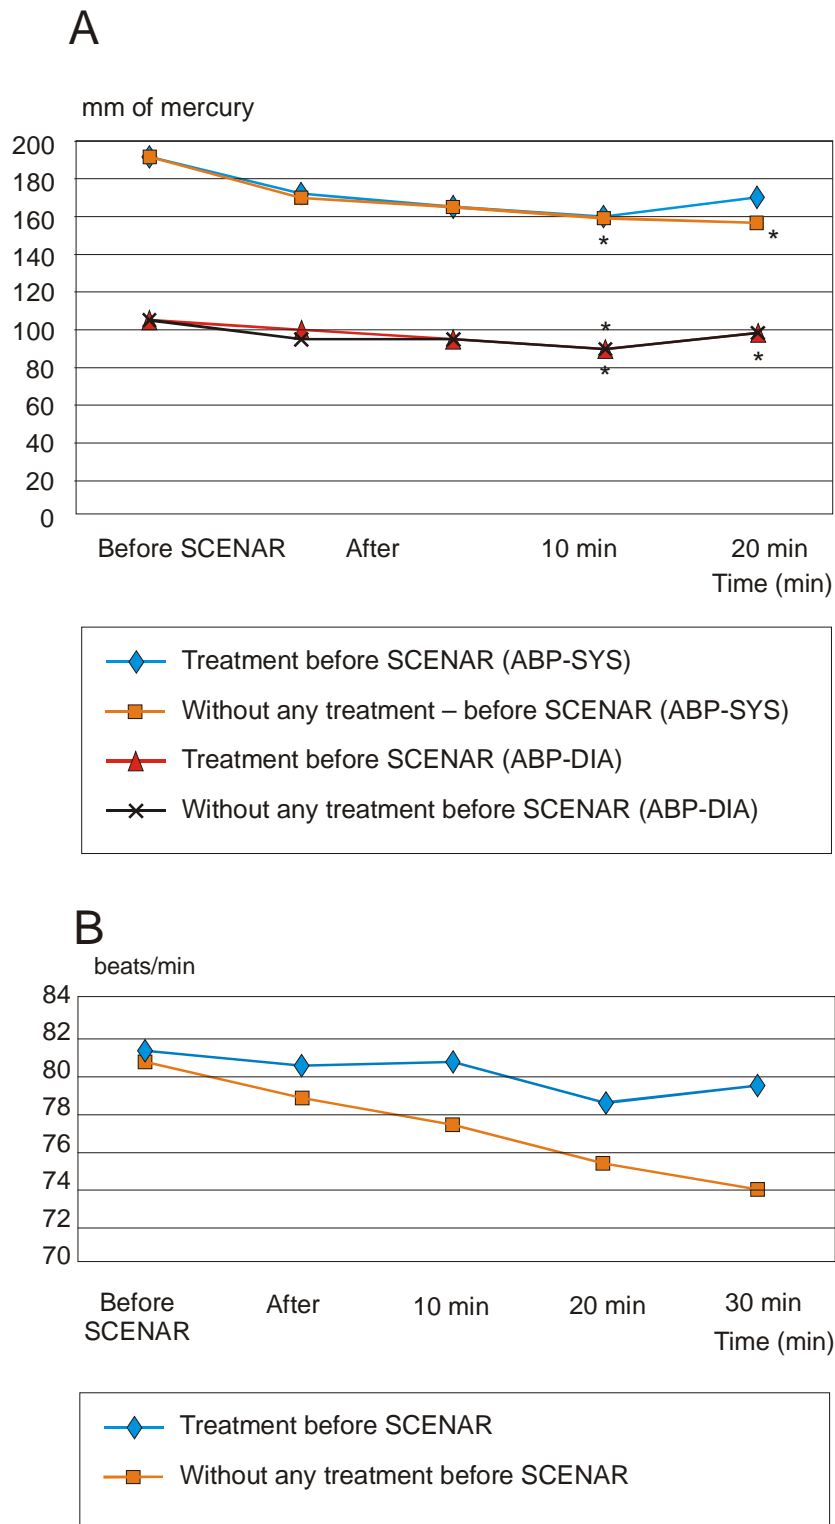 A
mm of mercury
200
180
160
140
120
100
80
60
40
20
0
*
*
*
*
*
Before SCENAR After 10 min 20 min
Time (min)
Treatment before SCENAR (ABP-SYS)
Without any treatment – before SCENAR (ABP-SYS)
Treatment before SCENAR (ABP-DIA)
Without any treatment before SCENAR (ABP-DIA)
B
beats/min
84
82
80
78
76
74
72
70
Before SCENAR After 10 min 20 min 30 min
Time (min)
Treatment before SCENAR
Without any treatment before SCENAR